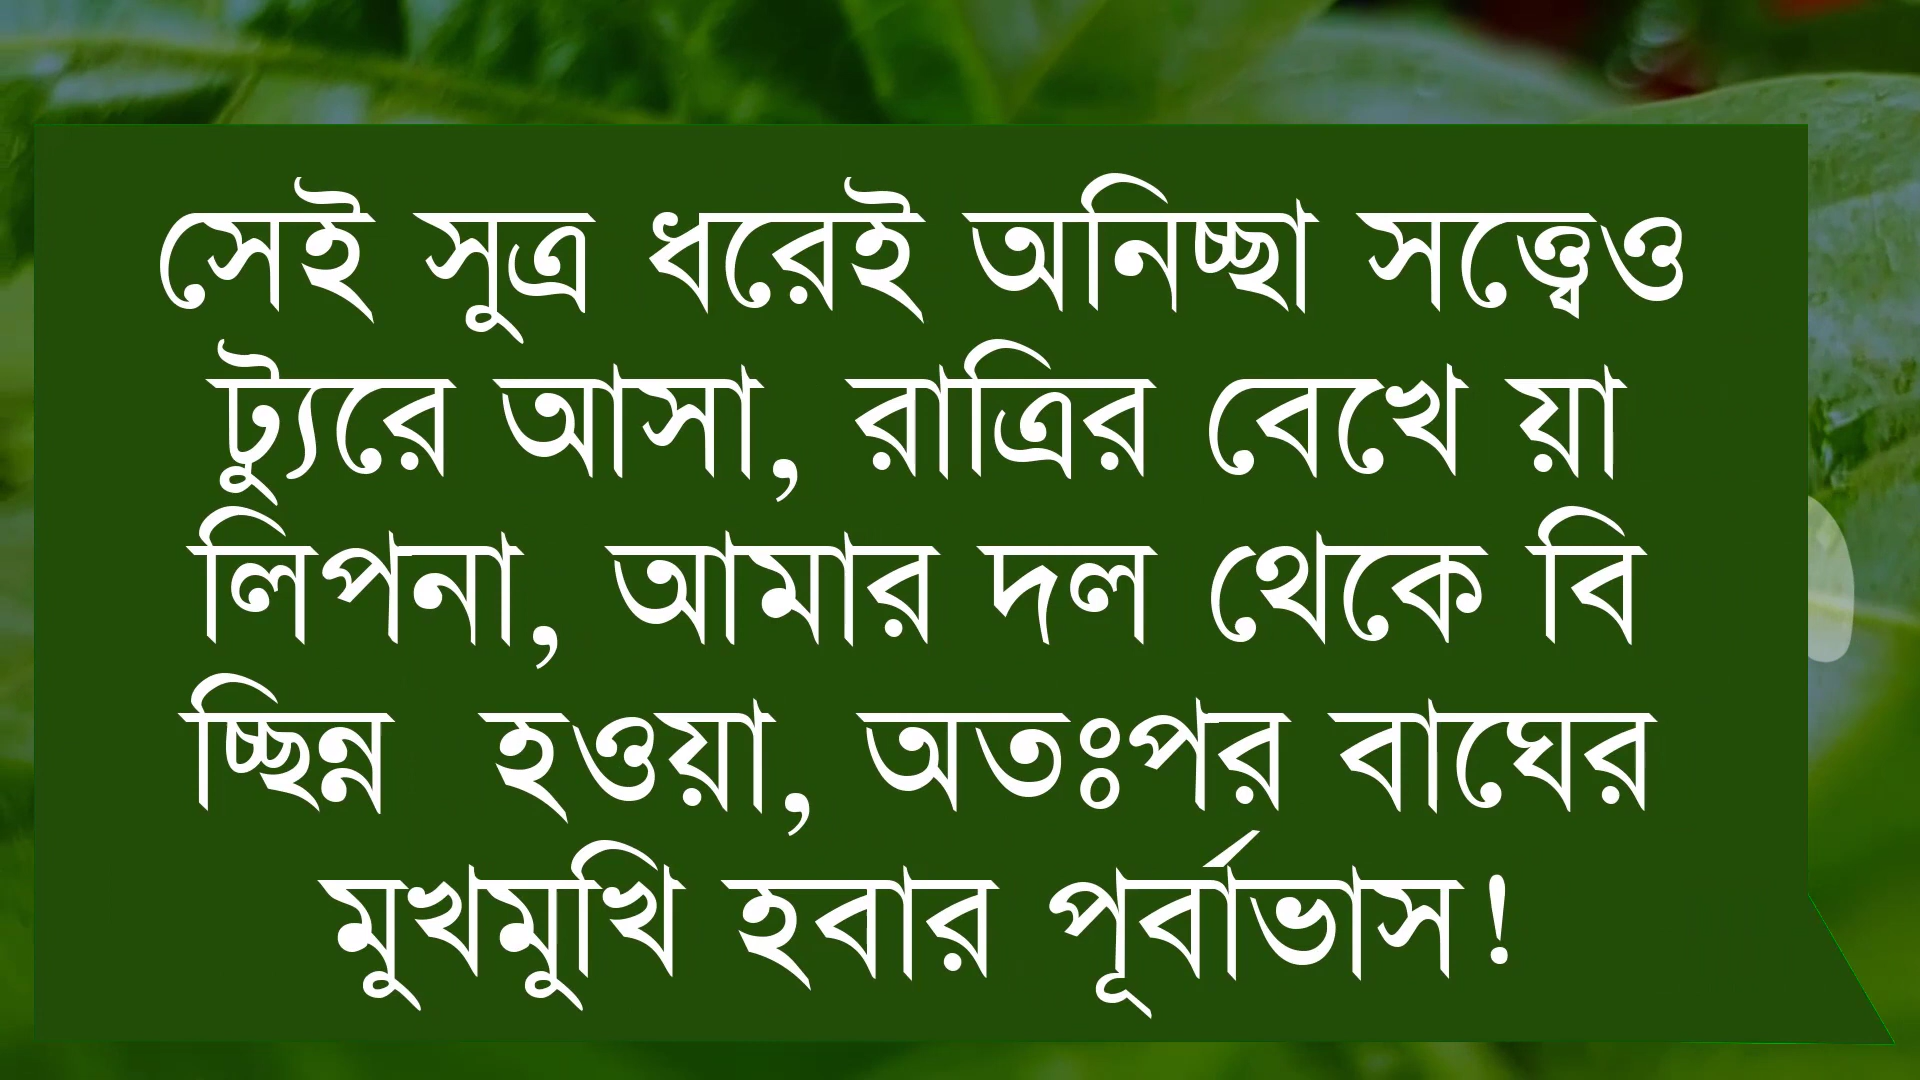 সেই সুত্র ধরেই অনিচ্ছা সত্ত্বেও
ট্যুরে আসা, রাত্রির বেখে য়া
লিপনা, আমার দল থেকে বি
চ্ছিন্ন  হওয়া, অতঃপর বাঘের
মুখমুখি হবার পূর্বাভাস!